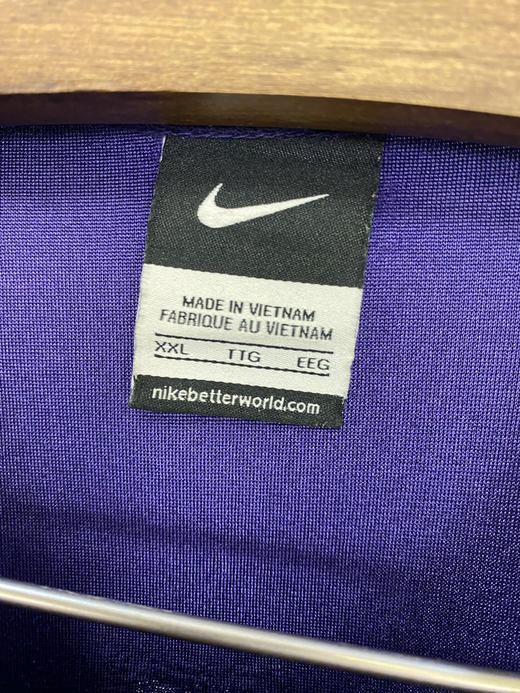 MADE IN VIETNAM
FABRIQUE AU VIETNAM
XXL TTG EEG
nikebetterworld.com